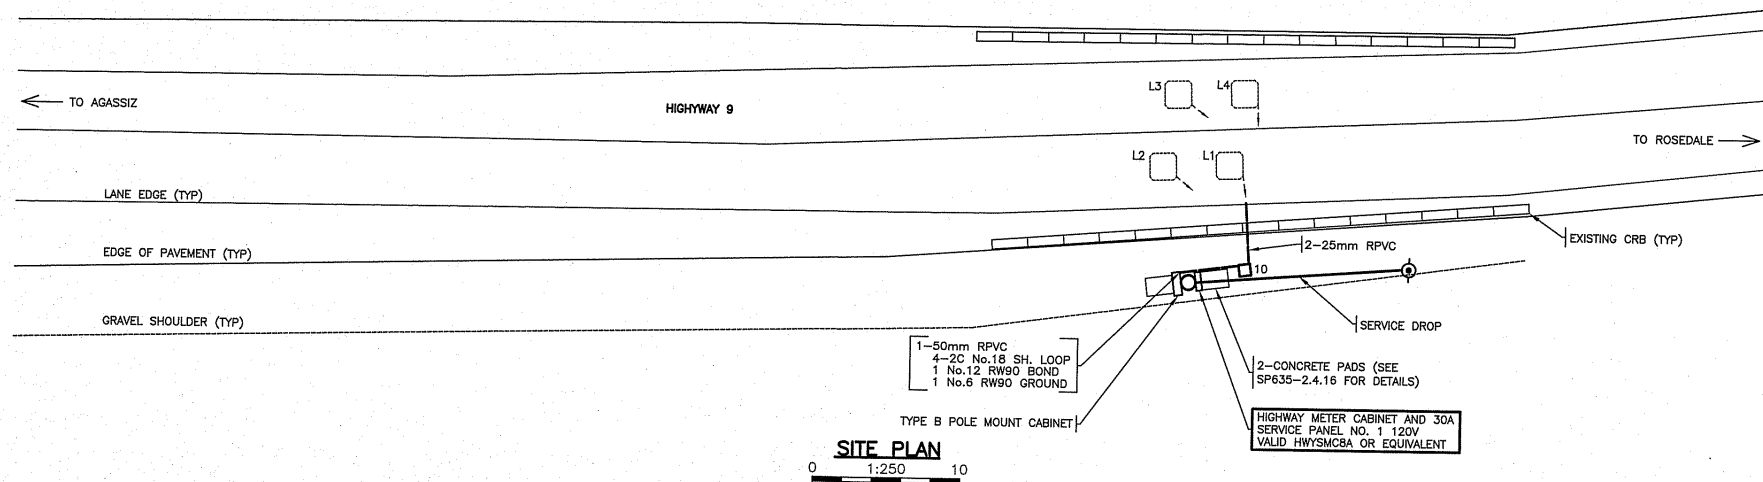 L3
L4
TO AGASSIZ
HIGHYWAY 9
TO ROSEDALE
L2
L1
LANE EDGE (TYP)
EXISTING CRB (TYP)
2-25mm RPVC
EDGE OF PAVEMENT (TYP)
10
GRAVEL SHOULDER (TYP)
SERVICE DROP
1-50mm RPVC
4-2C No.18 SH. LOOP
1 No.12 RW90 BOND
1 No.6 RW90 GROUND
2-CONCRETE PADS (SEE
SP635-2.4.16 FOR DETAILS)
TYPE B POLE MOUNT CABINET
HIGHWAY METER CABINET AND 30A
SERVICE PANEL NO. 1 120V
VALID HWYSMC8A OR EQUIVALENT
SITE PLAN
0 1:250 10